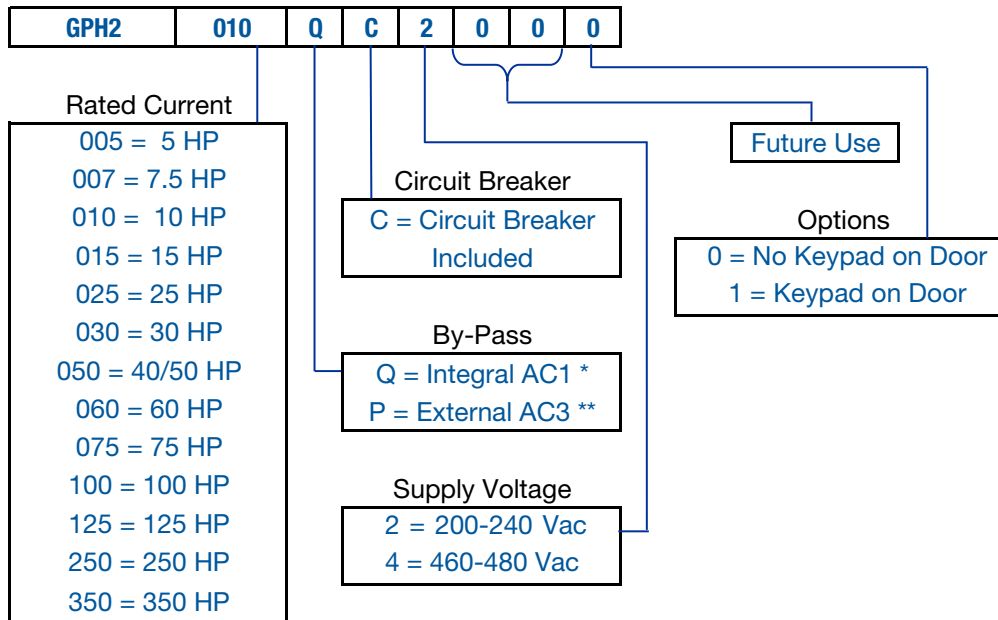 GPH2 010 Q C 2 0 0 0
Rated Current
005 = 5 HP
007 = 7.5 HP
010 = 10 HP
015 = 15 HP
025 = 25 HP
030 = 30 HP
050 = 40/50 HP
060 = 60 HP
075 = 75 HP
100 = 100 HP
125 = 125 HP
250 = 250 HP
350 = 350 HP
Circuit Breaker
C = Circuit Breaker
Included
By-Pass
Q = Integral AC1 *
P = External AC3 **
Supply Voltage
2 = 200-240 Vac
4 = 460-480 Vac
Future Use
Options
0 = No Keypad on Door
1 = Keypad on Door